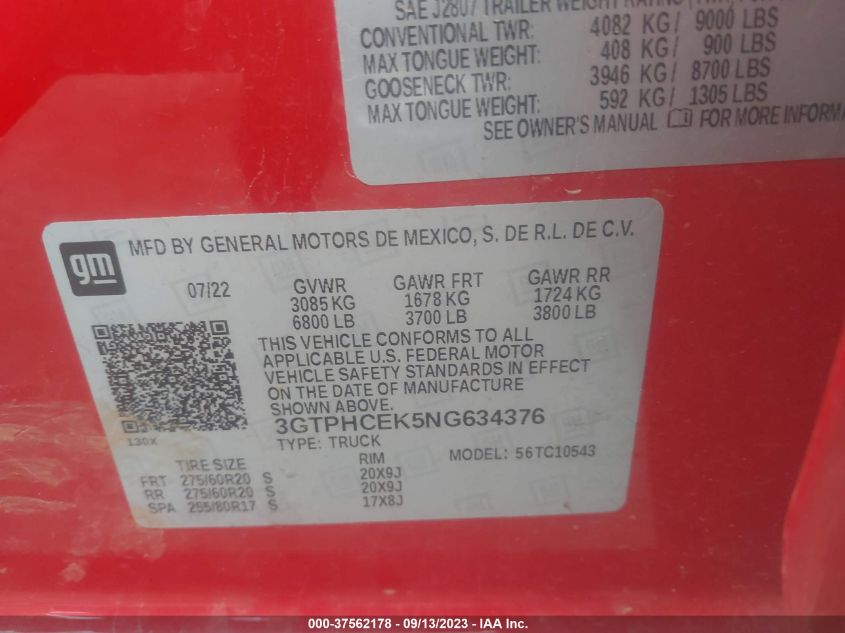 SAE J2807 TRAILER WEIGHT RATING
CONVENTIONAL TWR: 4082 KG/ 9000 LBS
MAX TONGUE WEIGHT: 408 KG/ 900 LBS
GOOSENECK TWR: 3946 KG/ 8700 LBS
MAX TONGUE WEIGHT: 592 KG/ 1305 LBS
SEE OWNER'S MANUAL FOR MORE INFORMA
gm
MFD BY GENERAL MOTORS DE MEXICO, S. DE R.L. DE C.V.
07/22 GVWR GAWR FRT GAWR RR
3085 KG 1678 KG 1724 KG
6800 LB 3700 LB 3800 LB
THIS VEHICLE CONFORMS TO ALL
APPLICABLE U.S. FEDERAL MOTOR
VEHICLE SAFETY STANDARDS IN EFFECT
ON THE DATE OF MANUFACTURE
SHOWN ABOVE.
3GTPHCEK5NG634376
130X
TYPE: TRUCK MODEL: 56TC10543
TIRE SIZE RIM
FRT 275/60R20 S 20X9J
RR 275/60R20 S 20X9J
SPA 255/80R17 S 17X8J
000-37562178 - 09/13/2023 - IAA Inc.